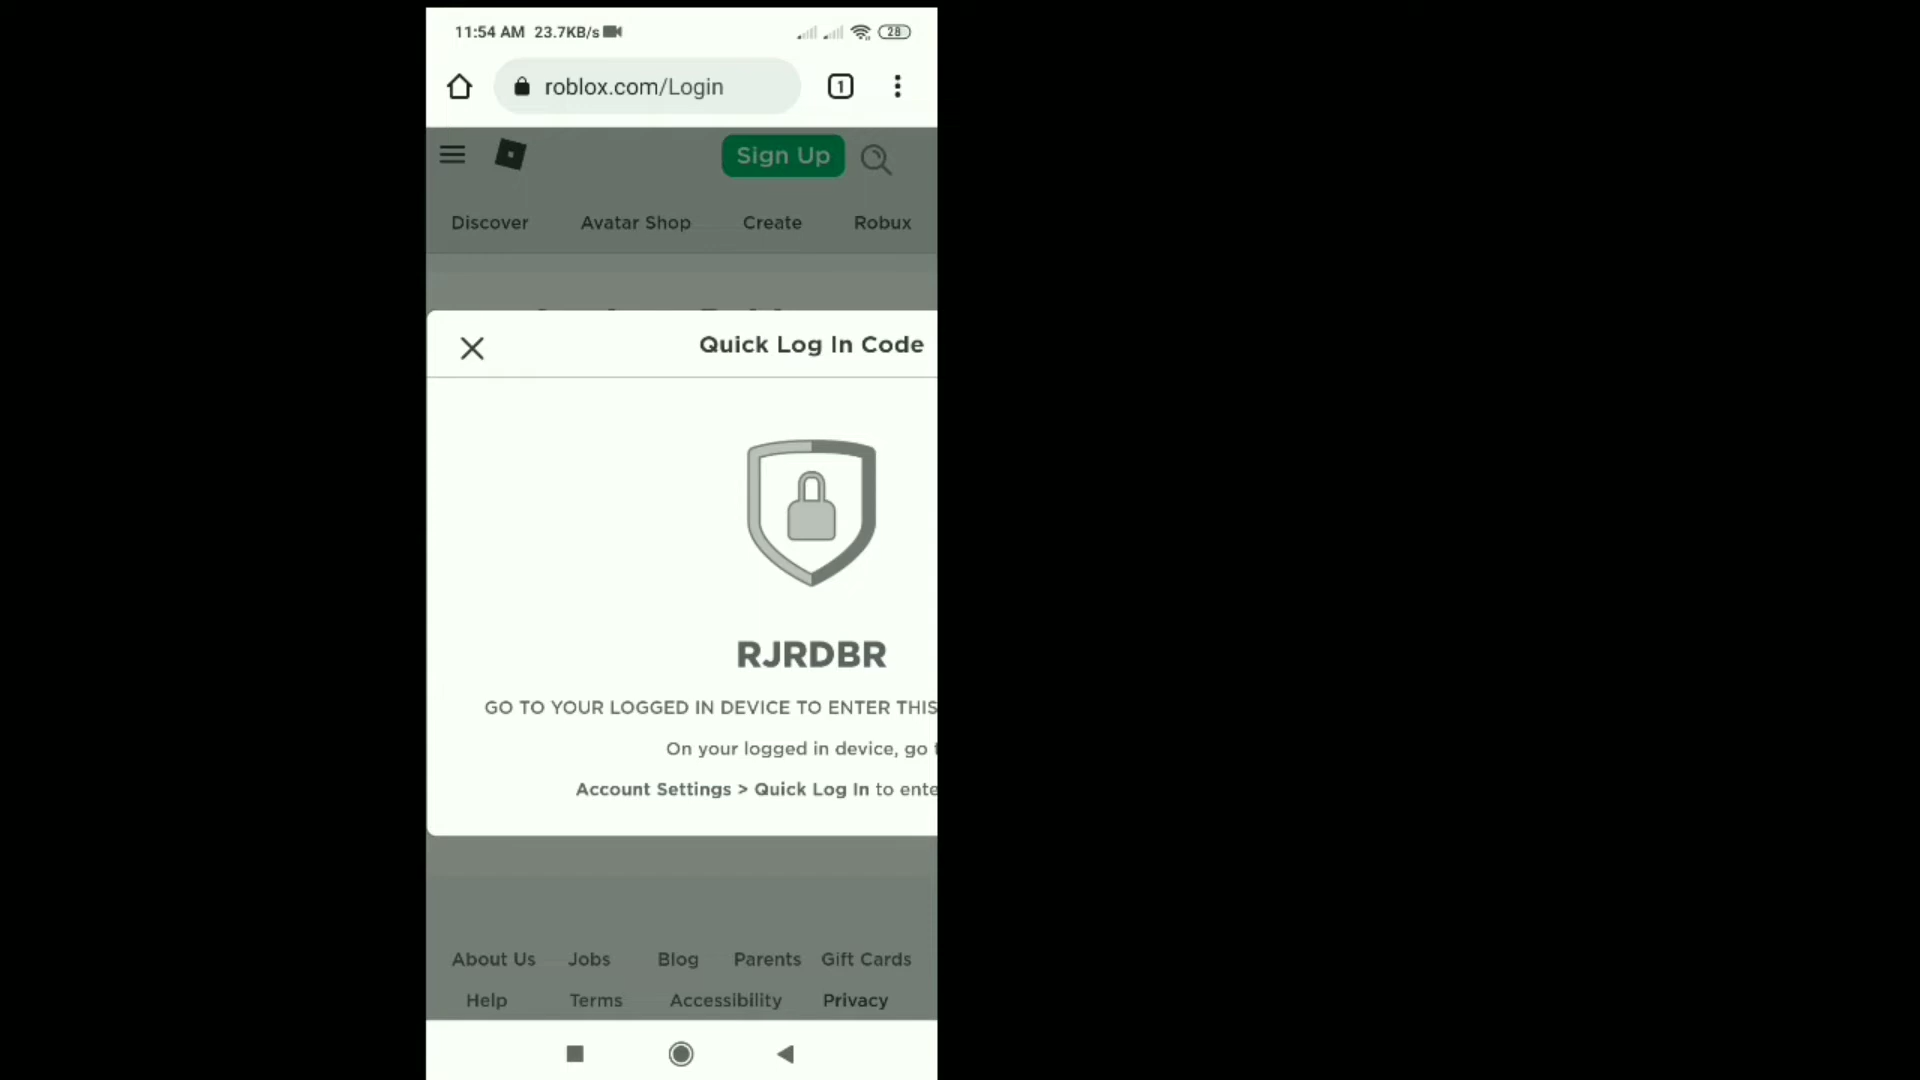 11:54 AM 23.7KB/s 28
roblox.com/Login 1
Sign Up
Discover Avatar Shop Create Robux
Quick Log In Code
RJRDBR
GO TO YOUR LOGGED IN DEVICE TO ENTER THIS
On your logged in device, go
Account Settings > Quick Log In to ente
About Us Jobs Blog Parents Gift Cards
Help Terms Accessibility Privacy